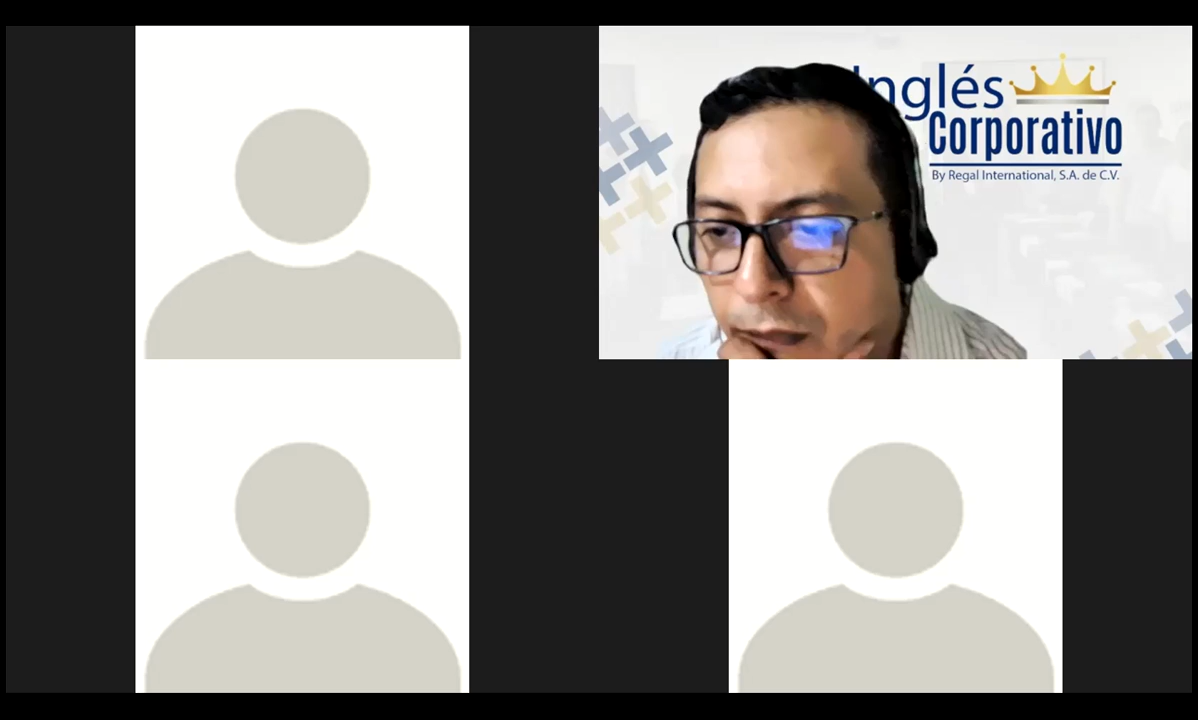 Inglés
Corporativo
By Regal International, S.A. de C.V.